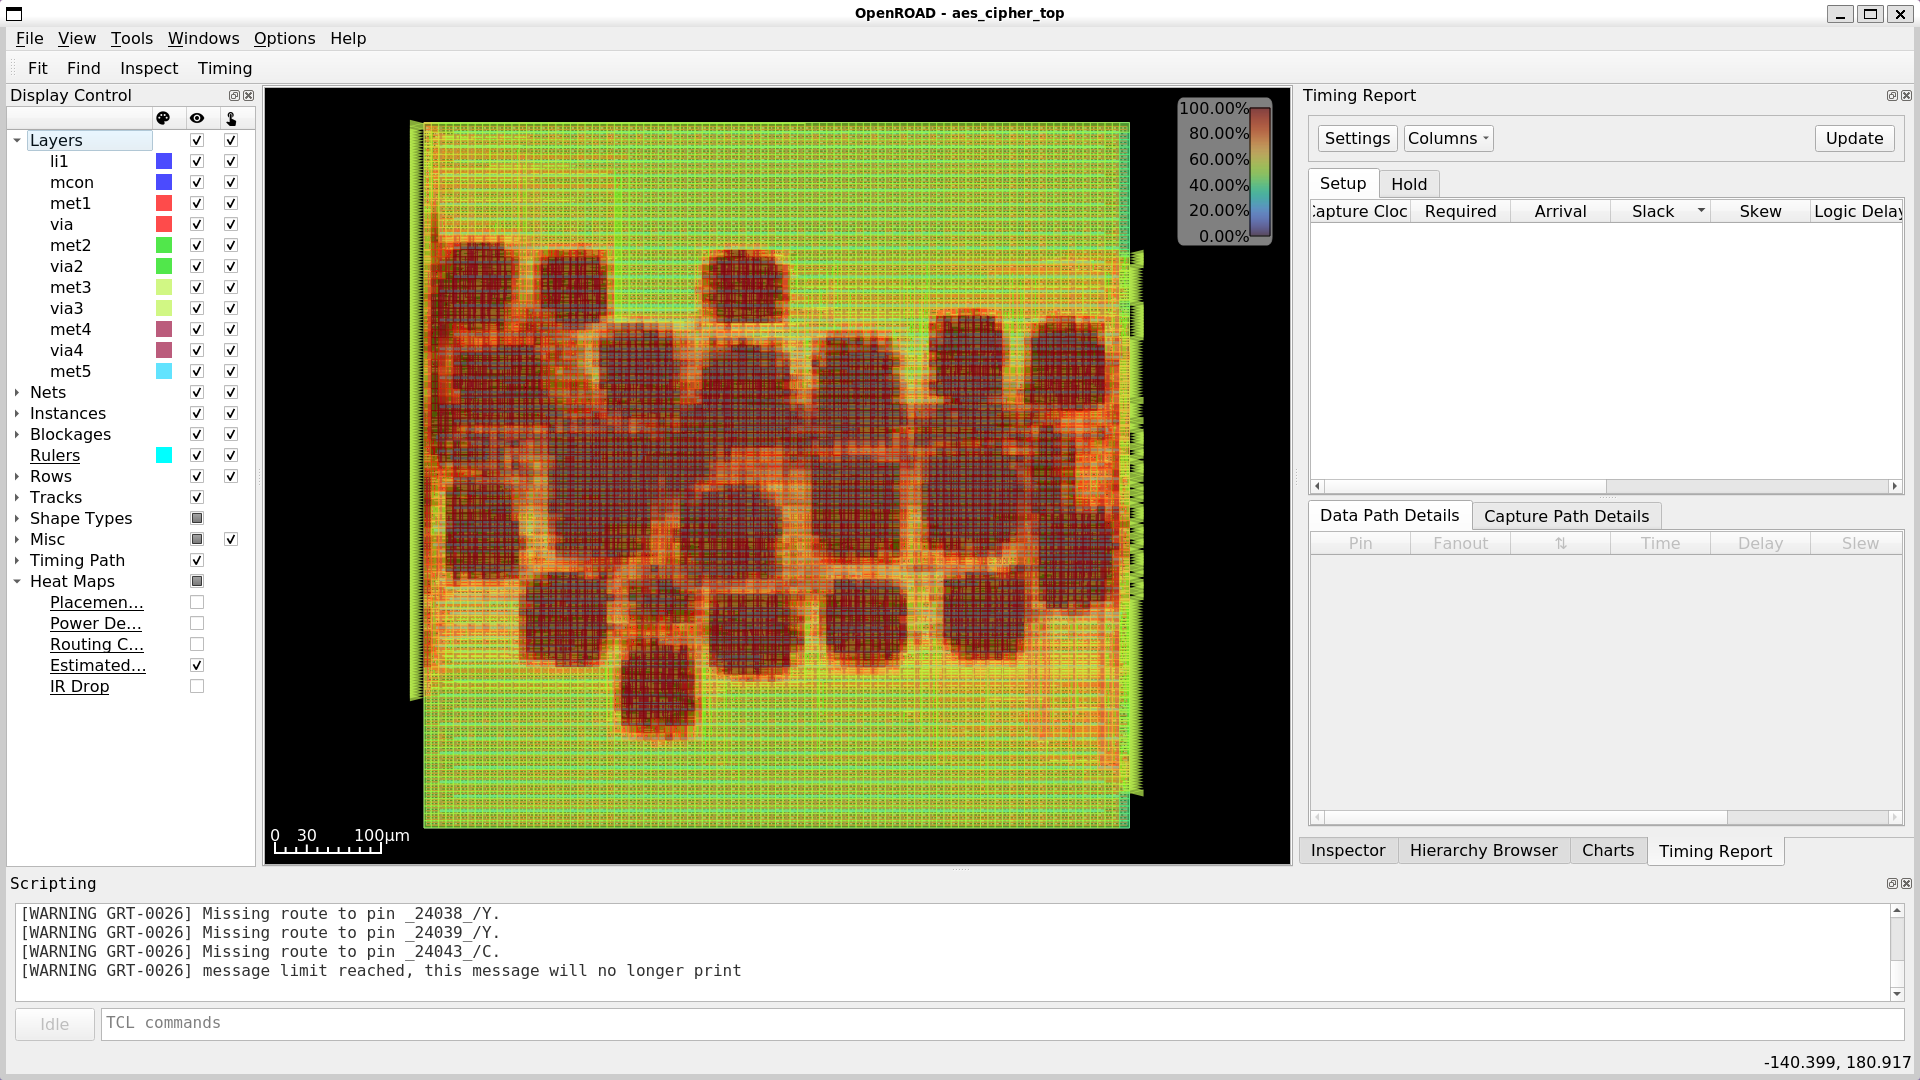 OpenROAD - aes_cipher_top
File View Tools Windows Options Help
Fit Find Inspect Timing
Display Control
Layers
li1
mcon
met1
via
met2
via2
met3
via3
met4
via4
met5
Nets
Instances
Blockages
Rulers
Rows
Tracks
Shape Types
Misc
Timing Path
Heat Maps
Placemen...
Power De...
Routing C...
Estimated...
IR Drop
100.00%
80.00%
60.00%
40.00%
20.00%
0.00%
0 30 100µm
Timing Report
Settings Columns Update
Setup Hold
Capture Cloc Required Arrival Slack Skew Logic Delay
Data Path Details Capture Path Details
Pin Fanout ⇅ Time Delay Slew
Inspector Hierarchy Browser Charts Timing Report
Scripting
[WARNING GRT-0026] Missing route to pin _24038_/Y.
[WARNING GRT-0026] Missing route to pin _24039_/Y.
[WARNING GRT-0026] Missing route to pin _24043_/C.
[WARNING GRT-0026] message limit reached, this message will no longer print
Idle TCL commands
-140.399, 180.917